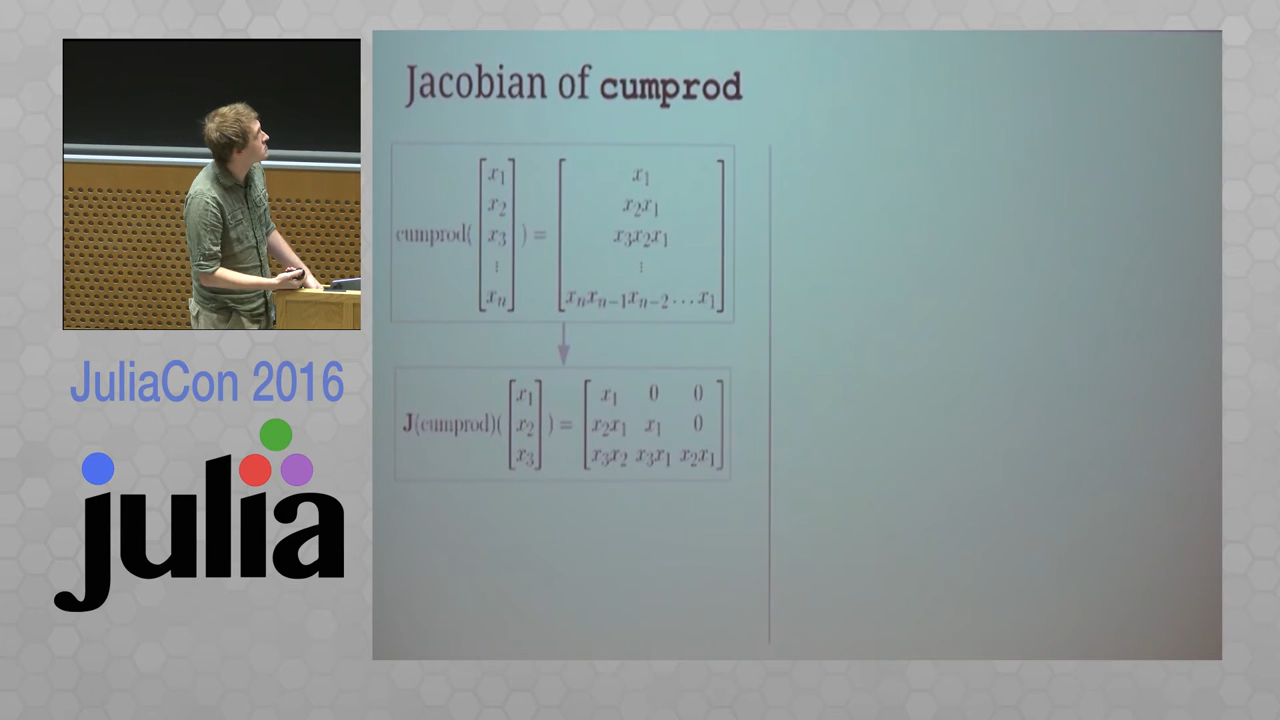 Jacobian of cumprod
cumprod( [x₁ x₂ x₃ ⋮ xₙ] ) = [x₁ x₂x₁ x₃x₂x₁ ⋮ xₙxₙ₋₁xₙ₋₂...x₁]
J(cumprod)( [x₁ x₂ x₃] ) = [x₁ 0 0
x₂x₁ x₁ 0
x₃x₂ x₃x₁ x₂x₁]
JuliaCon 2016
julia